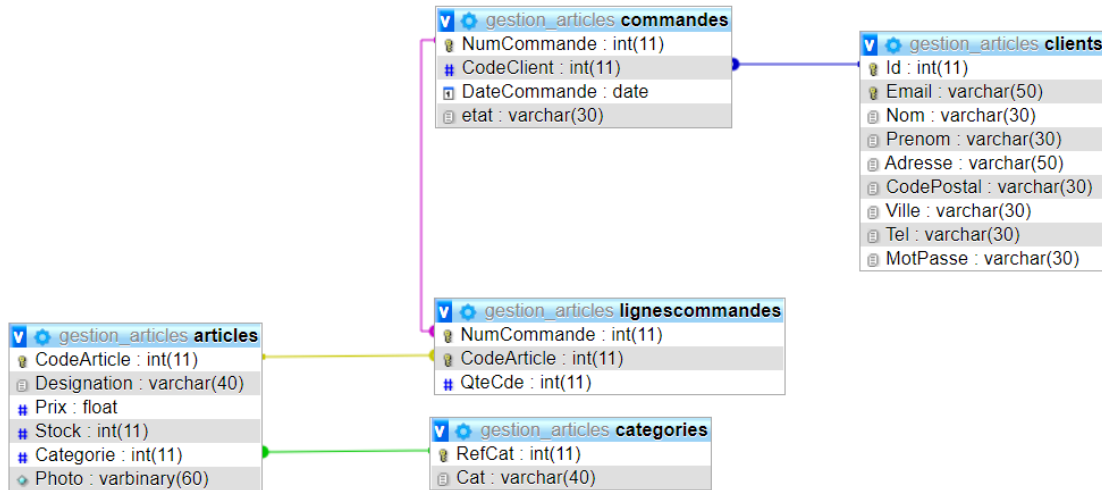 gestion_articles commandes
NumCommande : int(11)
CodeClient : int(11)
DateCommande : date
etat : varchar(30)
gestion_articles clients
Id : int(11)
Email : varchar(50)
Nom : varchar(30)
Prenom : varchar(30)
Adresse : varchar(50)
CodePostal : varchar(30)
Ville : varchar(30)
Tel : varchar(30)
MotPasse : varchar(30)
gestion_articles lignescommandes
NumCommande : int(11)
CodeArticle : int(11)
QteCde : int(11)
gestion_articles articles
CodeArticle : int(11)
Designation : varchar(40)
Prix : float
Stock : int(11)
Categorie : int(11)
Photo : varbinary(60)
gestion_articles categories
RefCat : int(11)
Cat : varchar(40)